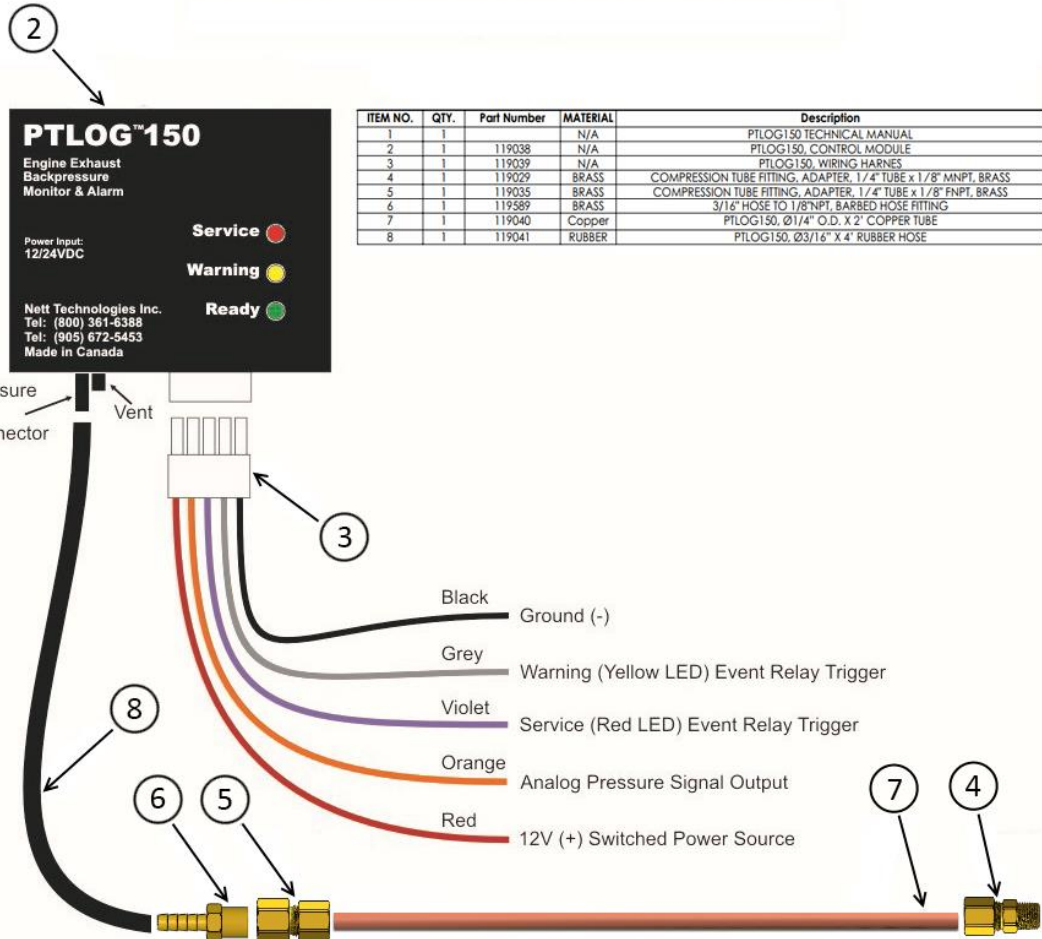 2
PTLOG™150
Engine Exhaust
Backpressure
Monitor & Alarm
Power Input:
12/24VDC
Service
Warning
Ready
Nett Technologies Inc.
Tel: (800) 361-6388
Tel: (905) 672-5453
Made in Canada
ITEM NO. QTY. Part Number MATERIAL Description
1 1 N/A PTLOG150 TECHNICAL MANUAL
2 1 119038 N/A PTLOG150, CONTROL MODULE
3 1 119039 N/A PTLOG150, WIRING HARNES
4 1 119029 BRASS COMPRESSION TUBE FITTING, ADAPTER, 1/4" TUBE x 1/8" MNPT, BRASS
5 1 119035 BRASS COMPRESSION TUBE FITTING, ADAPTER, 1/4" TUBE x 1/8" FNPT, BRASS
6 1 119589 BRASS 3/16" HOSE TO 1/8"NPT, BARBED HOSE FITTING
7 1 119040 Copper PTLOG150, Ø1/4" O.D. X 2' COPPER TUBE
8 1 119041 RUBBER PTLOG150, Ø3/16" X 4' RUBBER HOSE
sure
nector
Vent
3
Black
Ground (-)
Grey
Warning (Yellow LED) Event Relay Trigger
Violet
Service (Red LED) Event Relay Trigger
Orange
Analog Pressure Signal Output
Red
12V (+) Switched Power Source
8
6
5
7
4